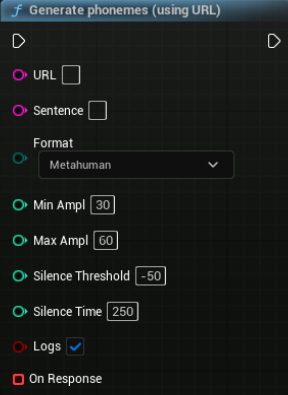 f Generate phonemes (using URL)
URL
Sentence
Format
Metahuman
Min Ampl 30
Max Ampl 60
Silence Threshold -50
Silence Time 250
Logs
On Response